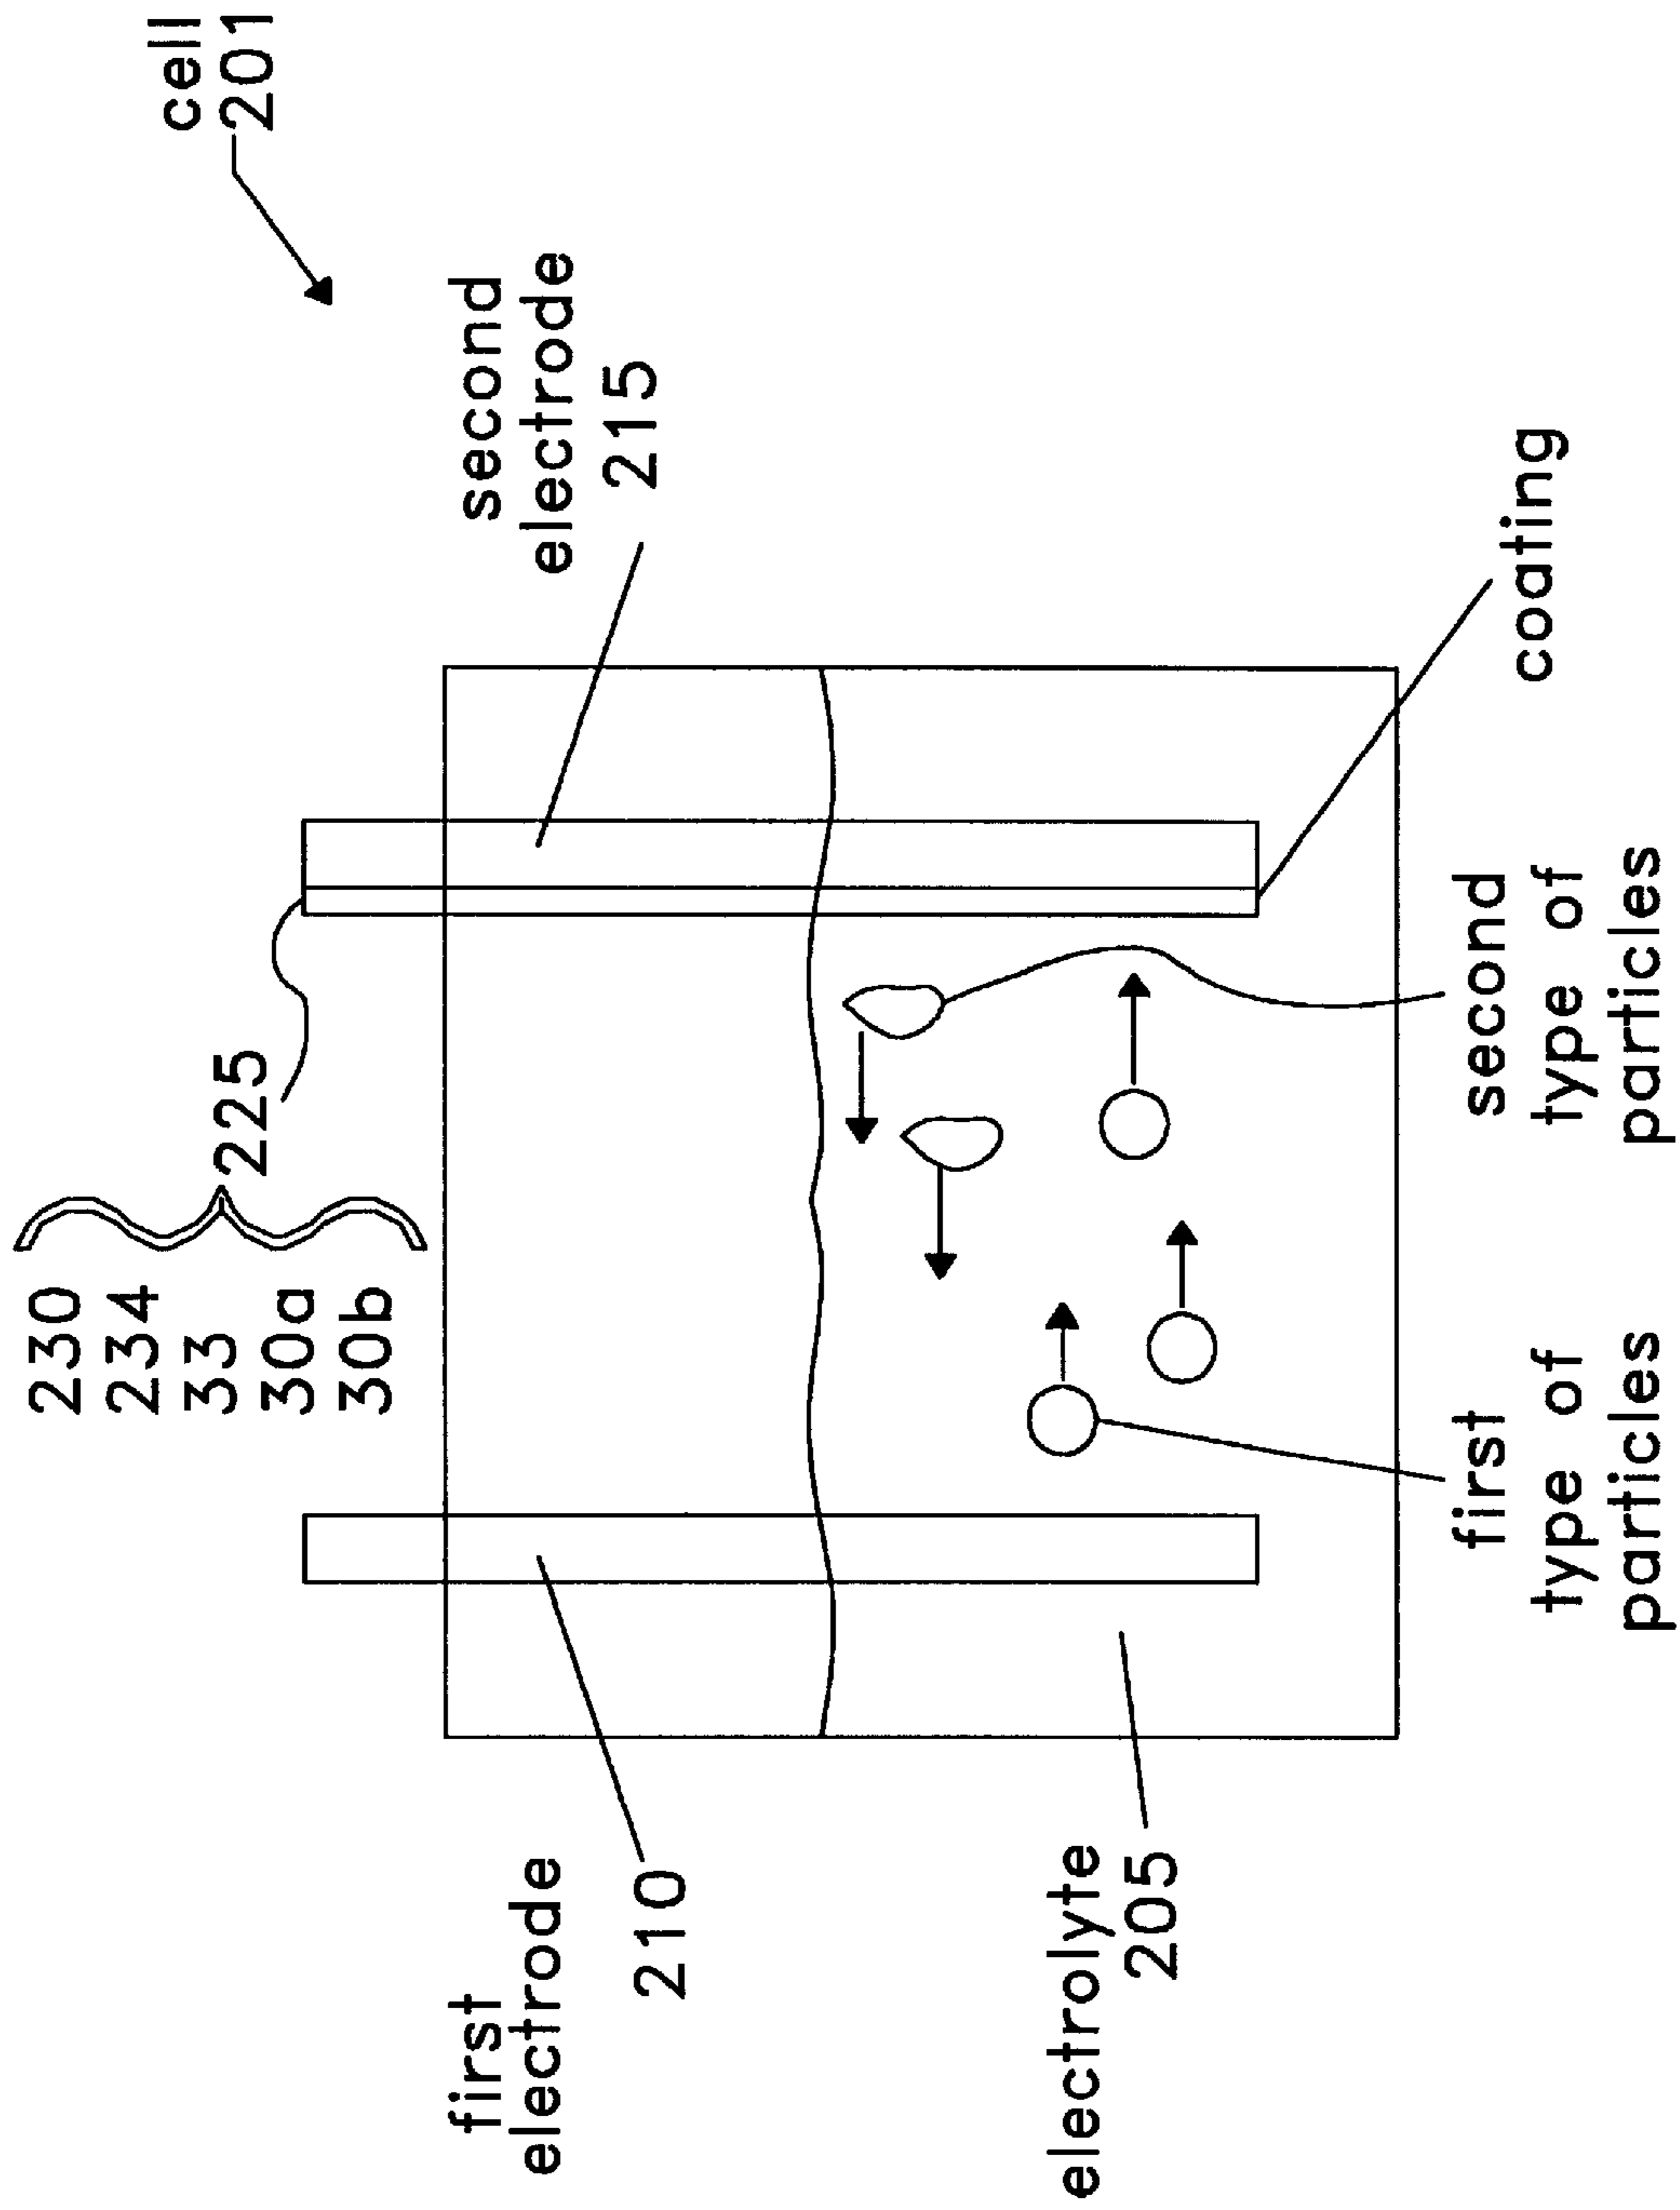 cell
201
230
234
33
30a
30b
225
first
electrode
210
second
electrode
215
electrolyte
205
first
type of
particles
second
type of
particles
coating